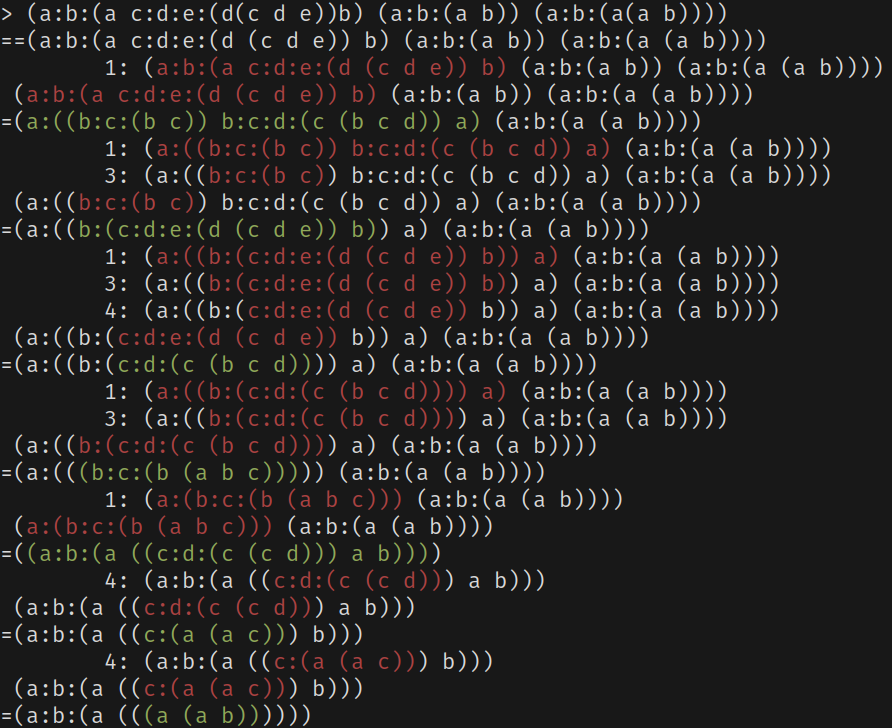 > (a:b:(a c:d:e:(d(c d e))b) (a:b:(a b)) (a:b:(a(a b))))
==(a:b:(a c:d:e:(d (c d e)) b) (a:b:(a b)) (a:b:(a (a b))))
1: (a:b:(a c:d:e:(d (c d e)) b) (a:b:(a b)) (a:b:(a (a b))))
(a:b:(a c:d:e:(d (c d e)) b) (a:b:(a b)) (a:b:(a (a b))))
=(a:((b:c:(b c)) b:c:d:(c (b c d)) a) (a:b:(a (a b))))
1: (a:((b:c:(b c)) b:c:d:(c (b c d)) a) (a:b:(a (a b))))
3: (a:((b:c:(b c)) b:c:d:(c (b c d)) a) (a:b:(a (a b))))
(a:((b:c:(b c)) b:c:d:(c (b c d)) a) (a:b:(a (a b))))
=(a:((b:(c:d:e:(d (c d e)) b)) a) (a:b:(a (a b))))
1: (a:((b:(c:d:e:(d (c d e)) b)) a) (a:b:(a (a b))))
3: (a:((b:(c:d:e:(d (c d e)) b)) a) (a:b:(a (a b))))
4: (a:((b:(c:d:e:(d (c d e)) b)) a) (a:b:(a (a b))))
(a:((b:(c:d:e:(d (c d e)) b)) a) (a:b:(a (a b))))
=(a:((b:(c:d:(c (b c d)))) a) (a:b:(a (a b))))
1: (a:((b:(c:d:(c (b c d)))) a) (a:b:(a (a b))))
3: (a:((b:(c:d:(c (b c d)))) a) (a:b:(a (a b))))
(a:((b:(c:d:(c (b c d)))) a) (a:b:(a (a b))))
=(a:(((b:c:(b (a b c))))) (a:b:(a (a b))))
1: (a:(b:c:(b (a b c))) (a:b:(a (a b))))
(a:(b:c:(b (a b c))) (a:b:(a (a b))))
=((a:b:(a ((c:d:(c (c d))) a b))))
4: (a:b:(a ((c:d:(c (c d))) a b)))
(a:b:(a ((c:d:(c (c d))) a b)))
=(a:b:(a ((c:(a (a c))) b)))
4: (a:b:(a ((c:(a (a c))) b)))
(a:b:(a ((c:(a (a c))) b)))
=(a:b:(a (((a (a b))))))